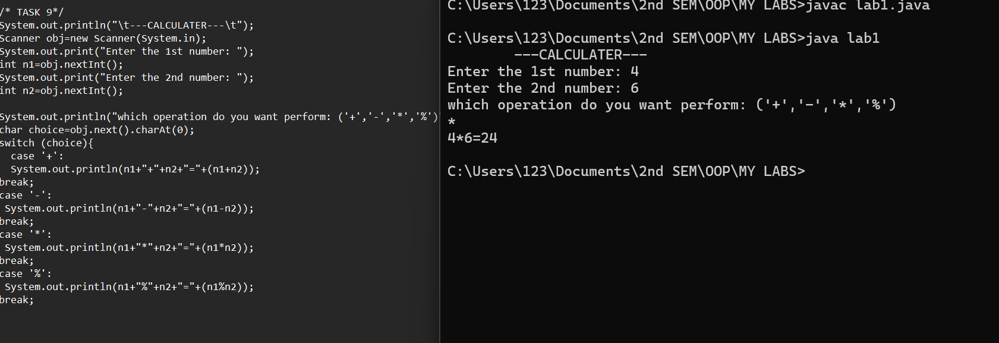 /* TASK 9*/
System.out.println("\t---CALCULATER---\t");
Scanner obj=new Scanner(System.in);
System.out.print("Enter the 1st number: ");
int n1=obj.nextInt();
System.out.print("Enter the 2nd number: ");
int n2=obj.nextInt();
System.out.println("which operation do you want perform: ('+','-','*','%')"
char choice=obj.next().charAt(0);
switch (choice){
case '+':
System.out.println(n1+"+"+n2+"="+(n1+n2));
break;
case '-':
System.out.println(n1+"-"+n2+"="+(n1-n2));
break;
case '*':
System.out.println(n1+"*"+n2+"="+(n1*n2));
break;
case '%':
System.out.println(n1+"%"+n2+"="+(n1%n2));
break;
C:\Users\123\Documents\2nd SEM\OOP\MY LABS>javac lab1.java
C:\Users\123\Documents\2nd SEM\OOP\MY LABS>java lab1
---CALCULATER---
Enter the 1st number: 4
Enter the 2nd number: 6
which operation do you want perform: ('+','-','*','%')
*
4*6=24
C:\Users\123\Documents\2nd SEM\OOP\MY LABS>